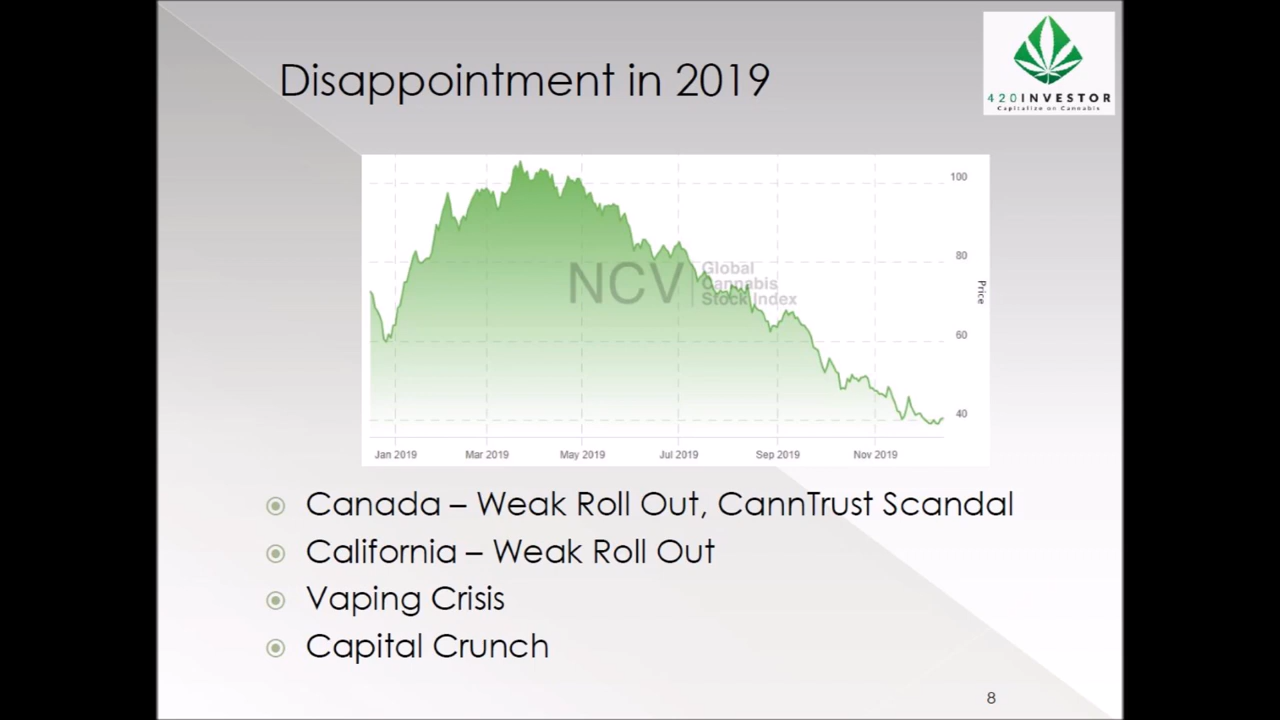 Disappointment in 2019
420INVESTOR
Capitalize on Cannabis
100
80
60
40
Price
NCV
Global
Cannabis
Stock Index
Jan 2019
Mar 2019
May 2019
Jul 2019
Sep 2019
Nov 2019
Canada – Weak Roll Out, CannTrust Scandal
California – Weak Roll Out
Vaping Crisis
Capital Crunch
8